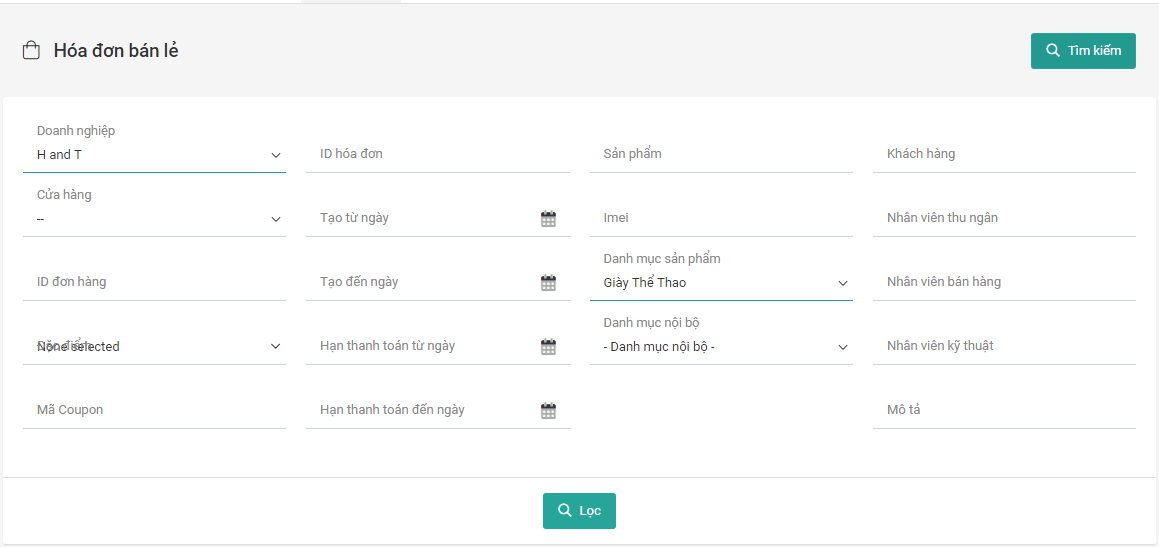 Hóa đơn bán lẻ
Tìm kiếm
Doanh nghiệp
H and T
ID hóa đơn
Sản phẩm
Khách hàng
Cửa hàng
--
Tạo từ ngày
Imei
Nhân viên thu ngân
ID đơn hàng
Tạo đến ngày
Danh mục sản phẩm
Giày Thể Thao
Nhân viên bán hàng
Đặc điểm
None selected
Hạn thanh toán từ ngày
Danh mục nội bộ
- Danh mục nội bộ -
Nhân viên kỹ thuật
Mã Coupon
Hạn thanh toán đến ngày
Mô tả
Lọc